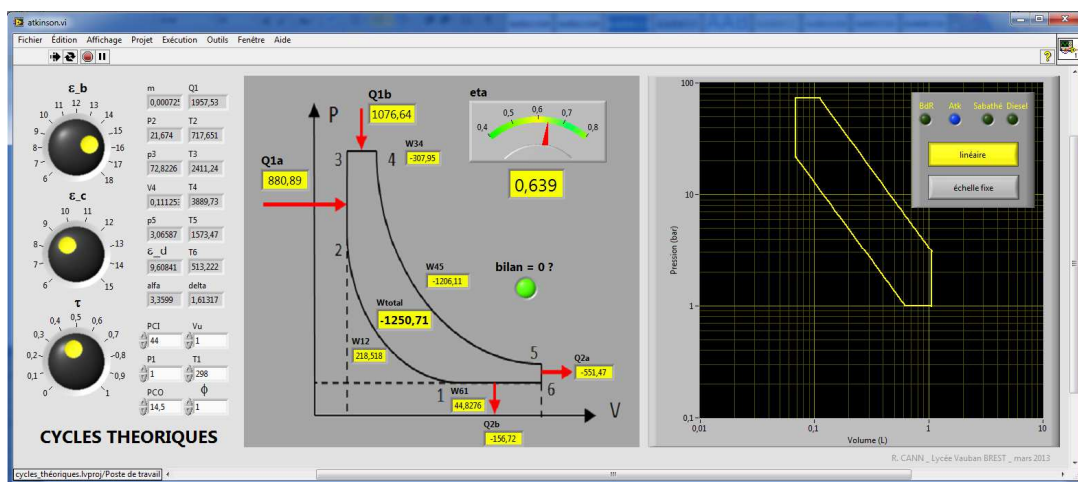 atkinson.vi
Fichier Édition Affichage Projet Exécution Outils Fenêtre Aide
ε_b
6 7- 8- 9- 10 11 12 13 14 -15 -16 -17 18
ε_c
6 7- 8- 9- 10 11 12 -13 -14 15
τ
0 0,1- 0,2- 0,3 0,4 0,5 0,6 0,7 -0,8 -0,9 1
m Q1
0,00072 1957,53
P2 T2
21,674 717,651
p3 T3
72,8226 2411,24
V4 T4
0,11125 3889,73
p5 T5
3,06587 1573,47
ε_d T6
9,60841 513,222
alfa delta
3,3599 1,61317
PCI Vu
44 1
P1 T1
1 298
PCO ϕ
14,5 1
CYCLES THEORIQUES
P
Q1b
1076,64
Q1a
880,89
3
4
W34
-307,95
2
W45
-1206,11
Wtotal
-1250,71
W12
218,518
1
W61
44,8276
5
6
Q2a
-551,47
Q2b
-156,72
V
eta
0,4 0,5 0,6 0,7 0,8
0,639
bilan = 0 ?
BdR Atk Sabathé Diesel
linéaire
échelle fixe
Pression (bar)
100-
10-
1-
0,1-
0,01 0,1 1 10
Volume (L)
R. CANN _ Lycée Vauban BREST _ mars 2013
cycles_théoriques.lvproj/Poste de travail